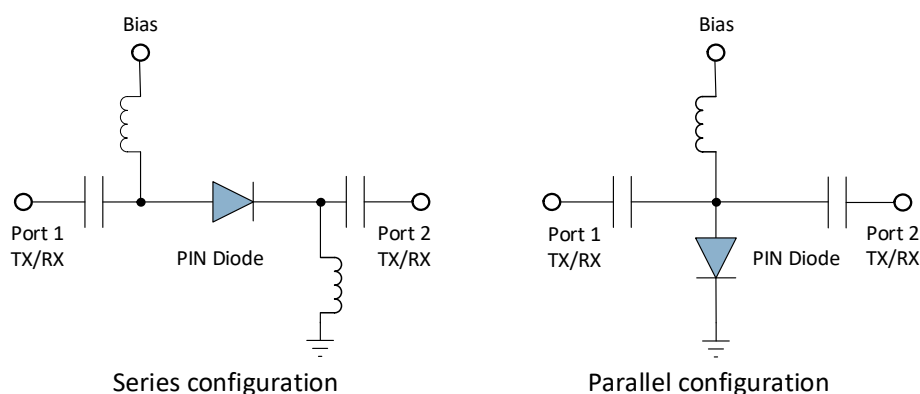 Bias
Port 1
TX/RX
PIN Diode
Port 2
TX/RX
Series configuration
Bias
Port 1
TX/RX
PIN Diode
Port 2
TX/RX
Parallel configuration